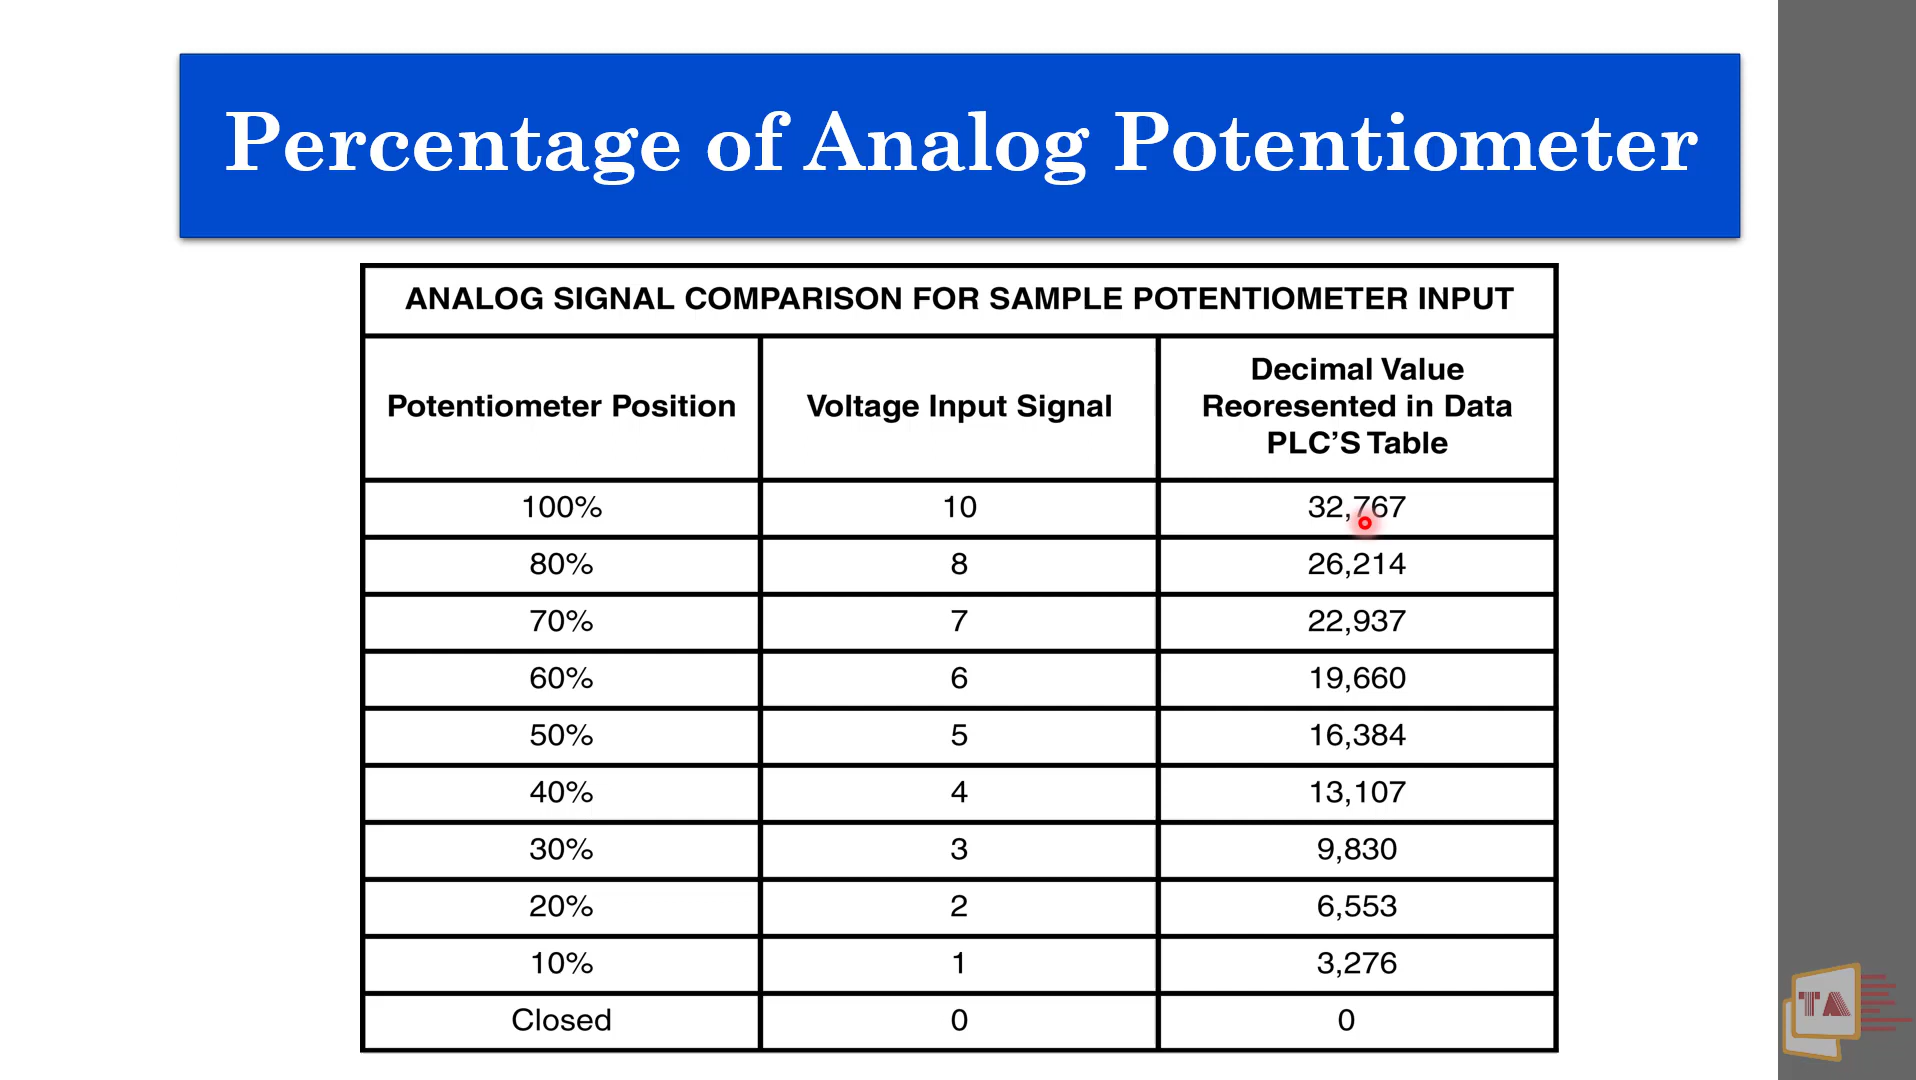 Percentage of Analog Potentiometer
ANALOG SIGNAL COMPARISON FOR SAMPLE POTENTIOMETER INPUT
Potentiometer Position Voltage Input Signal Decimal Value
Reoresented in Data
PLC'S Table
100% 10 32,767
80% 8 26,214
70% 7 22,937
60% 6 19,660
50% 5 16,384
40% 4 13,107
30% 3 9,830
20% 2 6,553
10% 1 3,276
Closed 0 0
TA